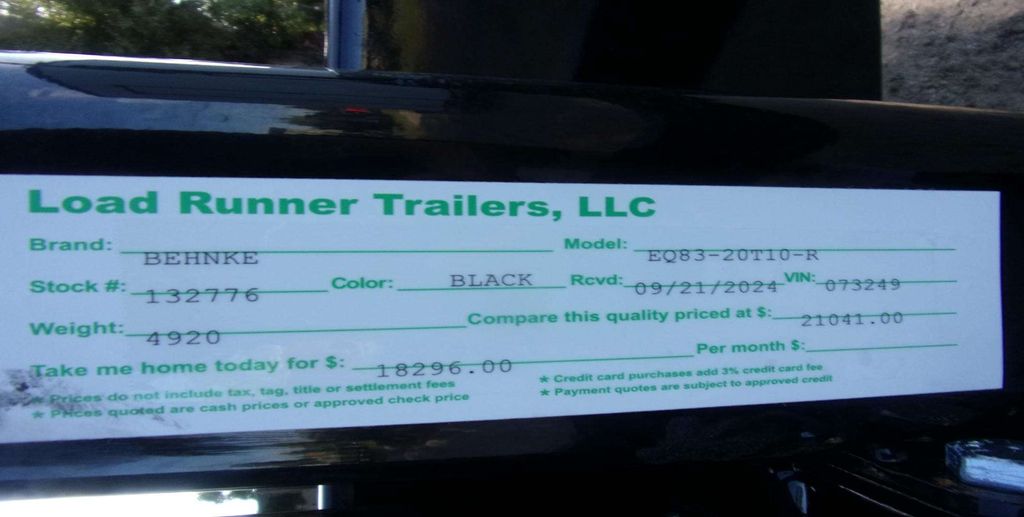 Load Runner Trailers, LLC
Brand: BEHNKE Model: EQ83-20T10-R
Stock #: 132776 Color: BLACK Rcvd: 09/21/2024 VIN: 073249
Weight: 4920 Compare this quality priced at $: 21041.00
Take me home today for $: 18296.00 Per month $:
* Prices do not include tax, tag, title or settlement fees * Credit card purchases add 3% credit card fee
* Prices quoted are cash prices or approved check price * Payment quotes are subject to approved credit